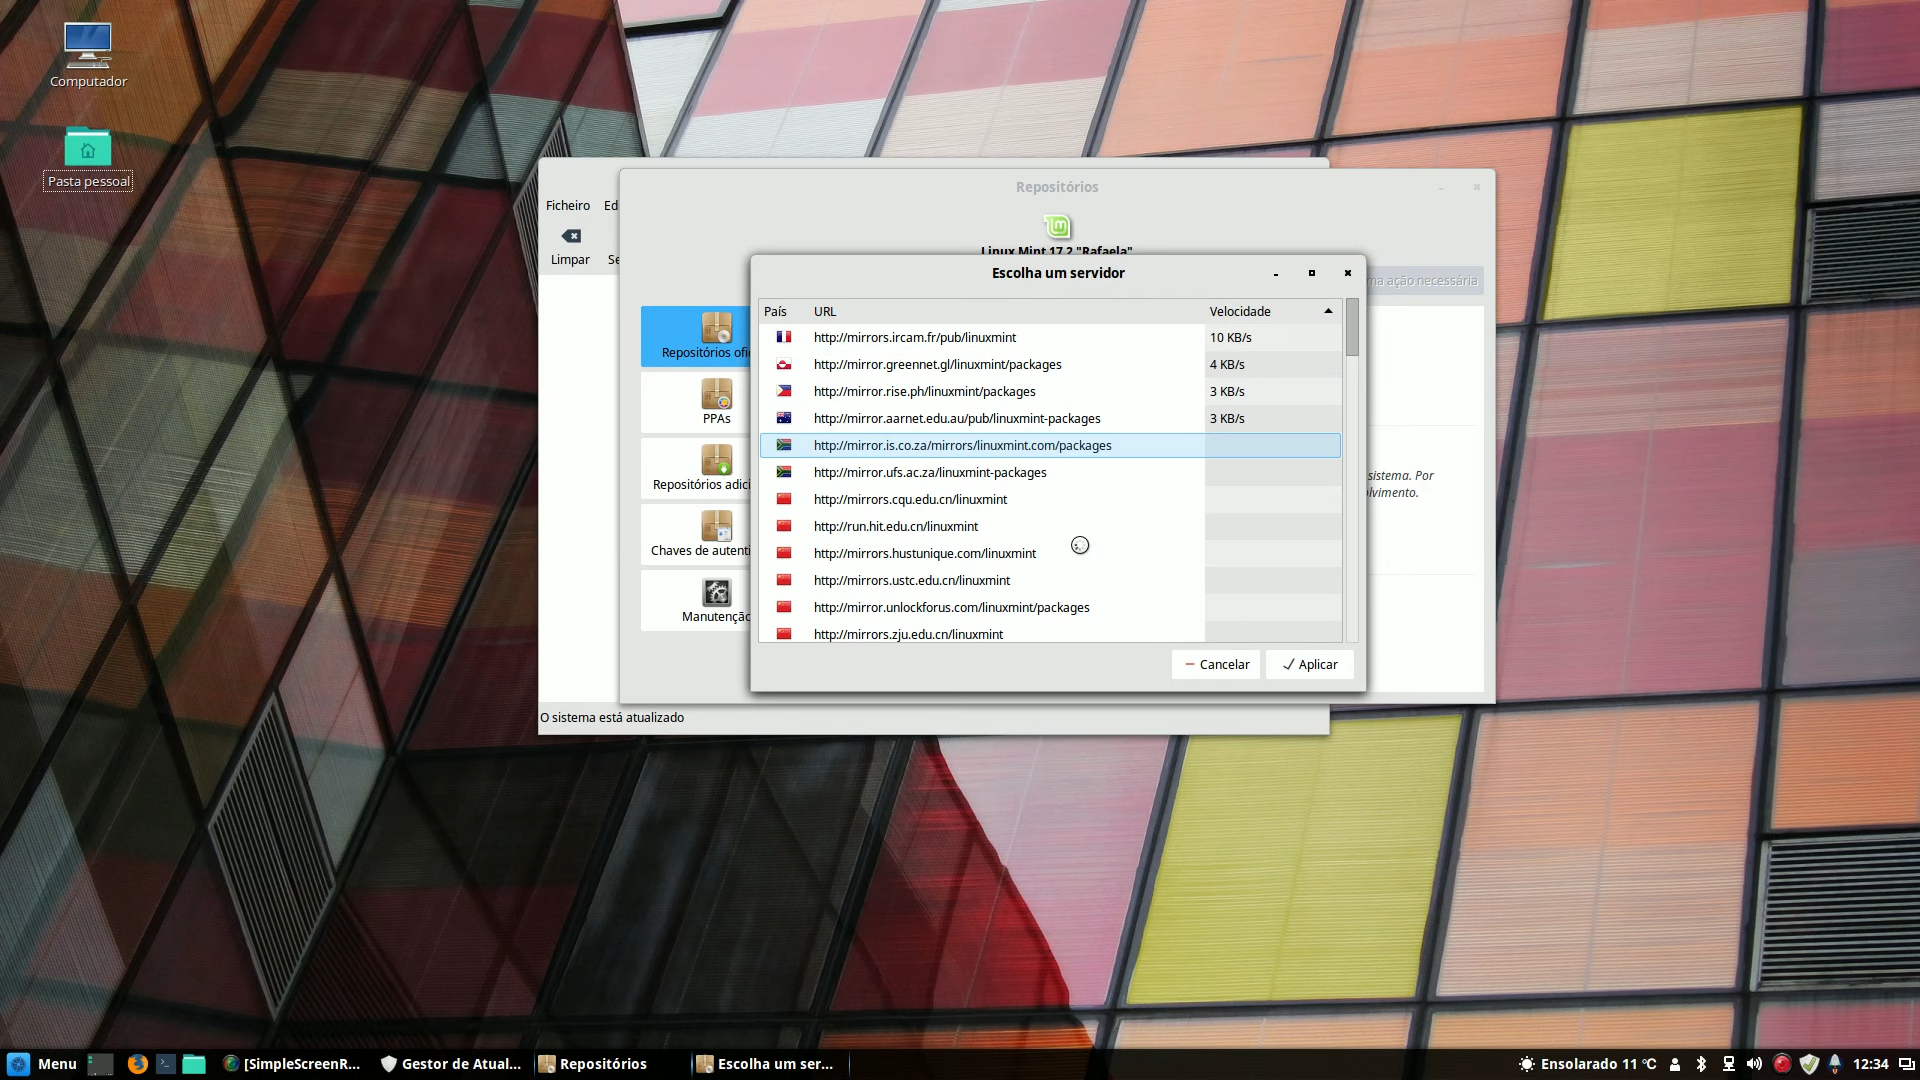 Computador
Pasta pessoal
Repositórios
Ficheiro Ed
Limpar Se
Linux Mint 17.2 "Rafaela"
ma ação necessária
Escolha um servidor
País URL Velocidade
http://mirrors.ircam.fr/pub/linuxmint 10 KB/s
http://mirror.greennet.gl/linuxmint/packages 4 KB/s
http://mirror.rise.ph/linuxmint/packages 3 KB/s
http://mirror.aarnet.edu.au/pub/linuxmint-packages 3 KB/s
http://mirror.is.co.za/mirrors/linuxmint.com/packages
http://mirror.ufs.ac.za/linuxmint-packages
http://mirrors.cqu.edu.cn/linuxmint
http://run.hit.edu.cn/linuxmint
http://mirrors.hustunique.com/linuxmint
http://mirrors.ustc.edu.cn/linuxmint
http://mirror.unlockforus.com/linuxmint/packages
http://mirrors.zju.edu.cn/linuxmint
Cancelar Aplicar
Repositórios ofi
PPAs
Repositórios adici
Chaves de autenti
Manutenção
sistema. Por
lvimento.
O sistema está atualizado
Menu [SimpleScreenR... Gestor de Atual... Repositórios Escolha um ser... Ensolarado 11 °C 12:34